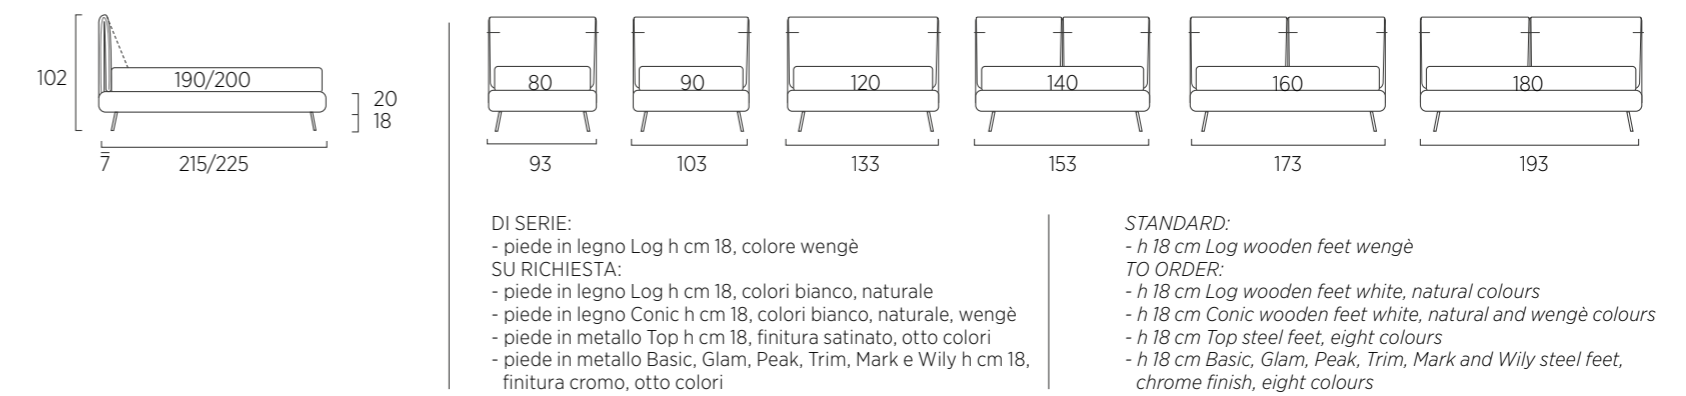 102
190/200
20
18
7
215/225
80
90
120
140
160
180
93
103
133
153
173
193
DI SERIE:
- piede in legno Log h cm 18, colore wengè
SU RICHIESTA:
- piede in legno Log h cm 18, colori bianco, naturale
- piede in legno Conic h cm 18, colori bianco, naturale, wengè
- piede in metallo Top h cm 18, finitura satinato, otto colori
- piede in metallo Basic, Glam, Peak, Trim, Mark e Wily h cm 18,
finitura cromo, otto colori
STANDARD:
- h 18 cm Log wooden feet wengè
TO ORDER:
- h 18 cm Log wooden feet white, natural colours
- h 18 cm Conic wooden feet white, natural and wengè colours
- h 18 cm Top steel feet, eight colours
- h 18 cm Basic, Glam, Peak, Trim, Mark and Wily steel feet,
chrome finish, eight colours